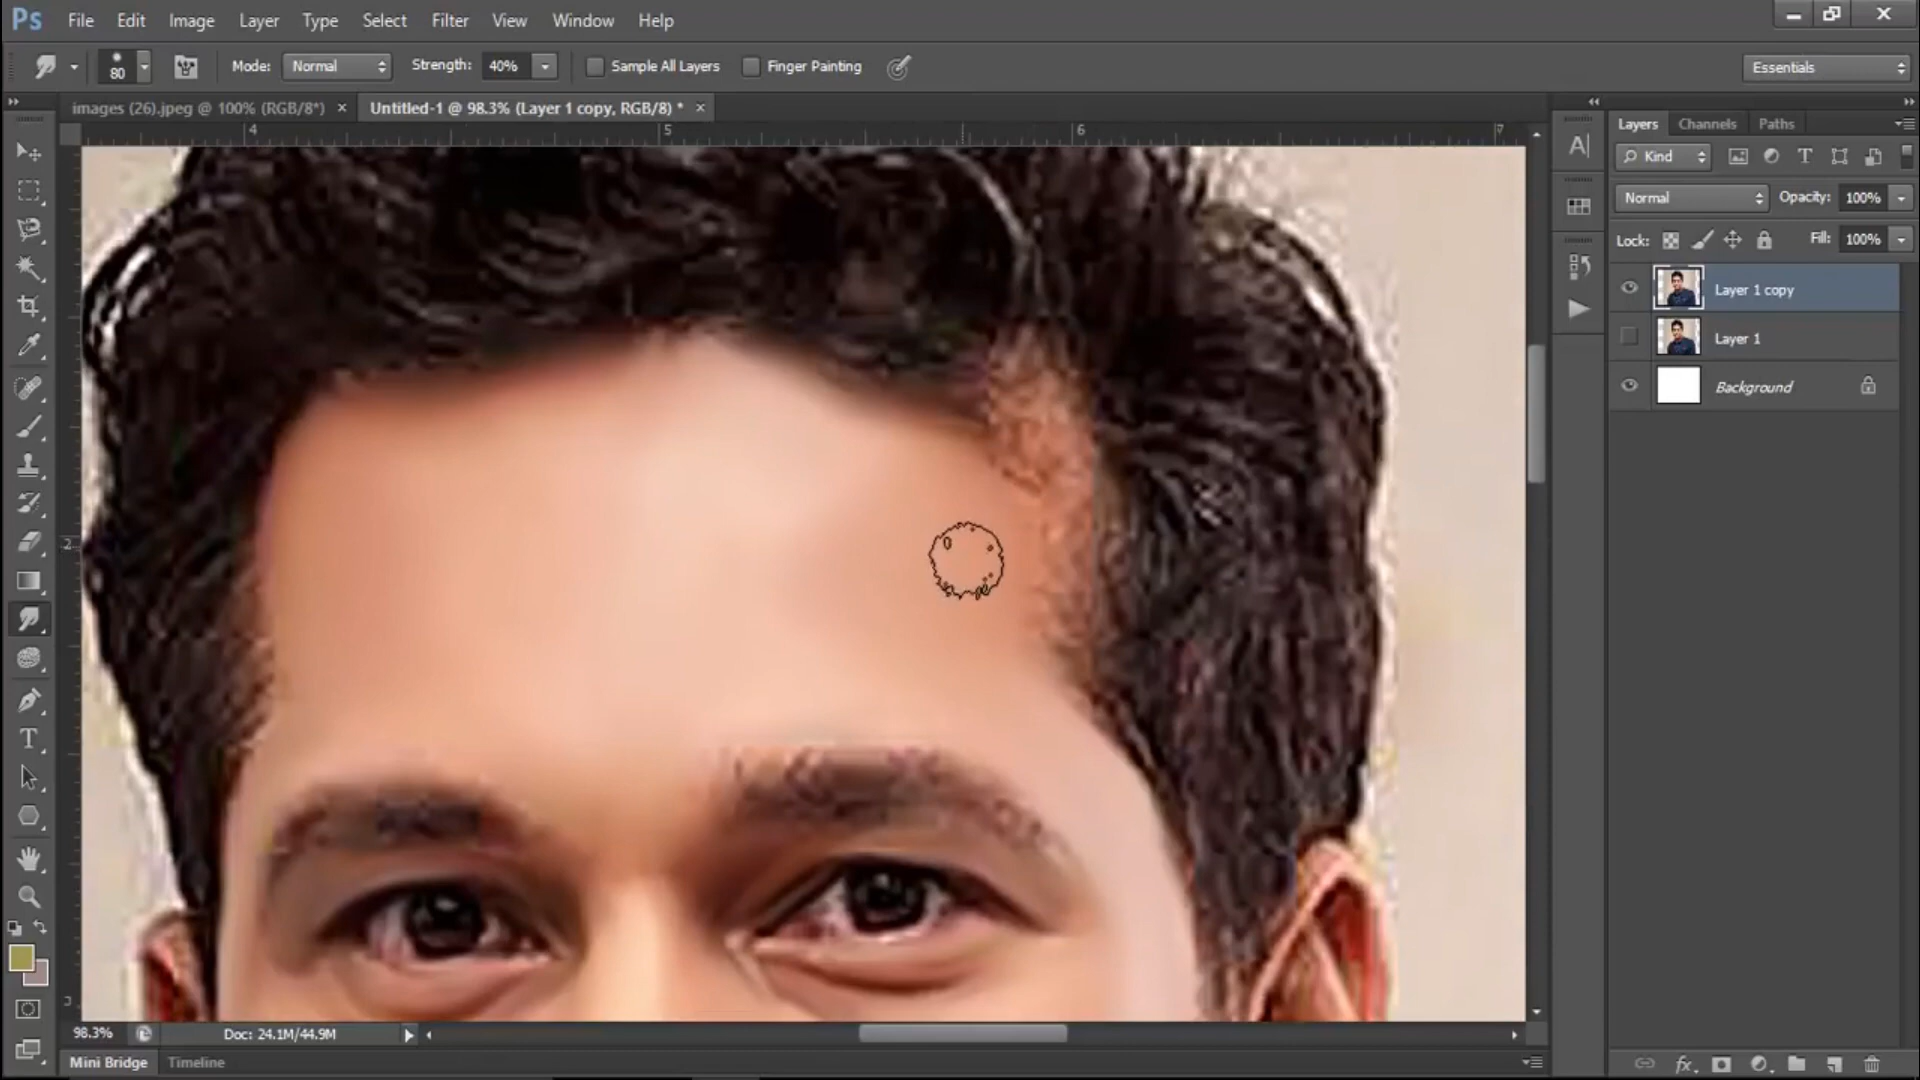 Ps File Edit Image Layer Type Select Filter View Window Help
80 Mode: Normal Strength: 40% Sample All Layers Finger Painting Essentials
images (26).jpeg @ 100% (RGB/8*) × Untitled-1 @ 98.3% (Layer 1 copy, RGB/8) * ×
4 5 6 7
2
3
Layers Channels Paths
Kind
Normal Opacity: 100%
Lock: Fill: 100%
Layer 1 copy
Layer 1
Background
98.3% Doc: 24.1M/44.9M
Mini Bridge Timeline